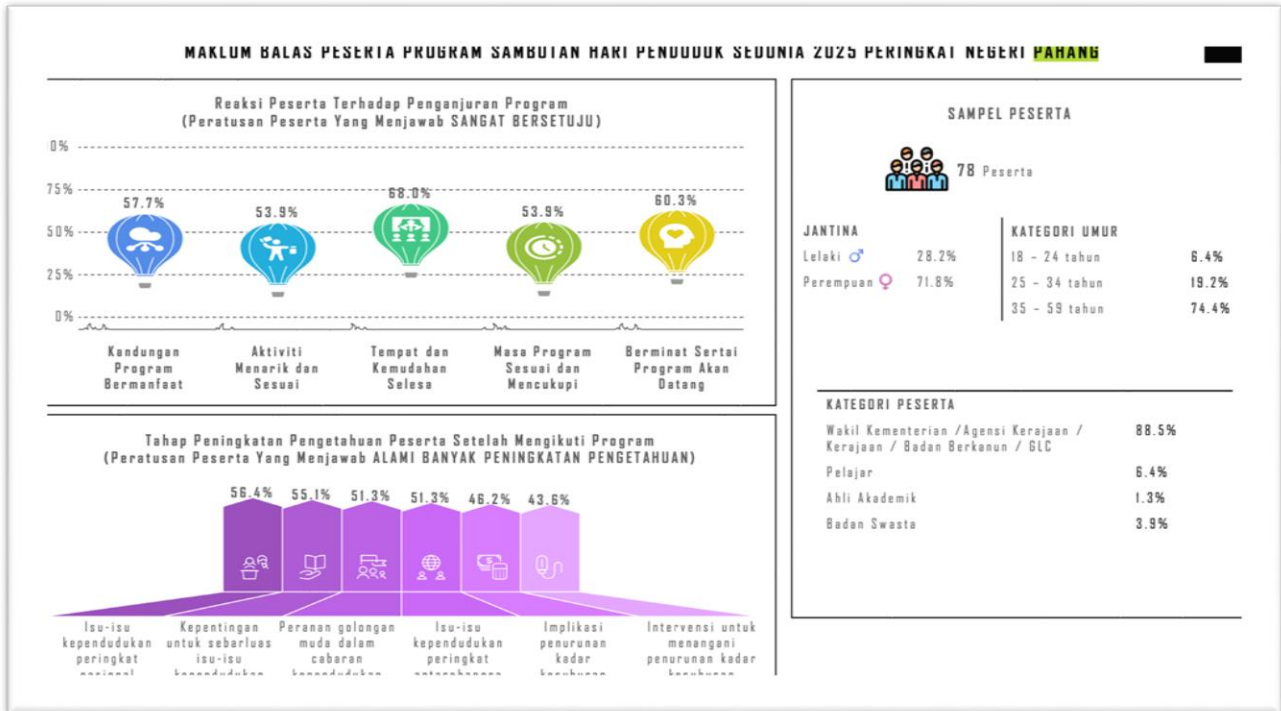 MAKLUM BALAS PESERTA PROGRAM SAMBUTAN HARI PENDUDUK SEDUNIA 2025 PERINGKAT NEGERI PAHANG
Reaksi Peserta Terhadap Penganjuran Program
(Peratusan Peserta Yang Menjawab SANGAT BERSETUJU)
0%
75%
50%
25%
0%
57.7%
53.9%
68.0%
53.9%
60.3%
Kandungan
Program
Bermanfaat
Aktiviti
Menarik dan
Sesuai
Tempat dan
Kemudahan
Selesa
Masa Program
Sesuai dan
Mencukupi
Berminat Sertai
Program Akan
Datang
Tahap Peningkatan Pengetahuan Peserta Setelah Mengikuti Program
(Peratusan Peserta Yang Menjawab ALAMI BANYAK PENINGKATAN PENGETAHUAN)
56.4%
55.1%
51.3%
51.3%
46.2%
43.6%
Isu-isu
kependudukan
peringkat
nasional
Kepentingan
untuk sebarluas
isu-isu
kependudukan
Peranan golongan
muda dalam
cabaran
kependudukan
Isu-isu
kependudukan
peringkat
antarabangsa
Implikasi
penurunan
kadar
kesuburan
Intervensi untuk
menangani
penurunan kadar
kesuburan
SAMPEL PESERTA
78 Peserta
JANTINA
Lelaki 28.2%
Perempuan 71.8%
KATEGORI UMUR
18 - 24 tahun 6.4%
25 - 34 tahun 19.2%
35 - 59 tahun 74.4%
KATEGORI PESERTA
Wakil Kementerian /Agensi Kerajaan / 88.5%
Kerajaan / Badan Berkanun / GLC
Pelajar 6.4%
Ahli Akademik 1.3%
Badan Swasta 3.9%